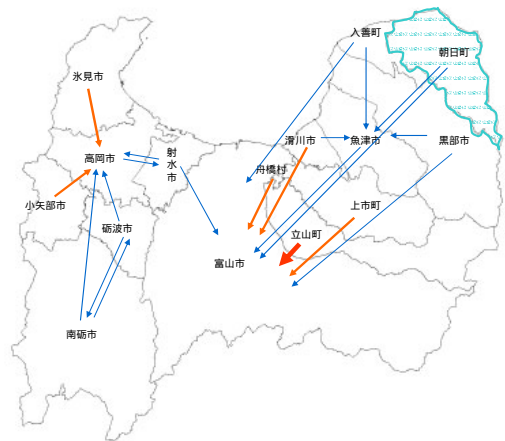 入善町
朝日町
氷見市
滑川市
魚津市
黒部市
高岡市
射
水
市
舟橋村
小矢部市
上市町
砺波市
立山町
富山市
南砺市